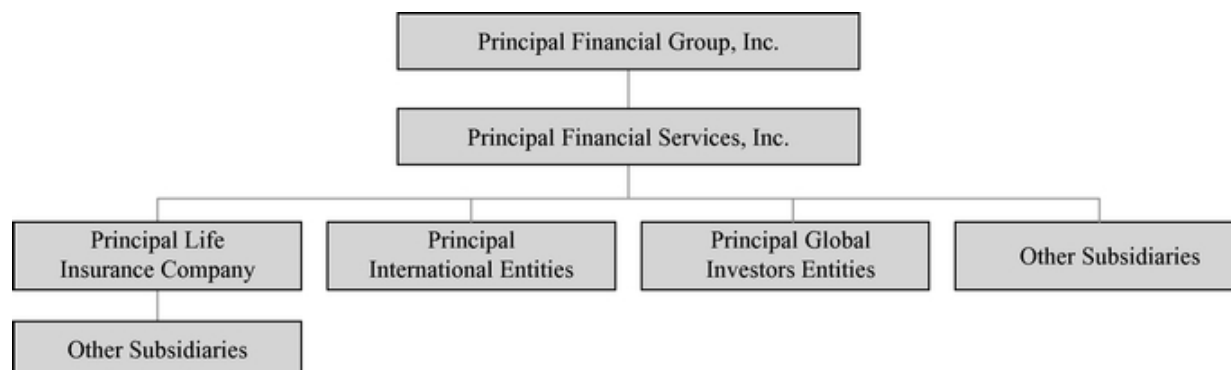 Principal Financial Group, Inc.
Principal Financial Services, Inc.
Principal Life
Insurance Company
Principal
International Entities
Principal Global
Investors Entities
Other Subsidiaries
Other Subsidiaries